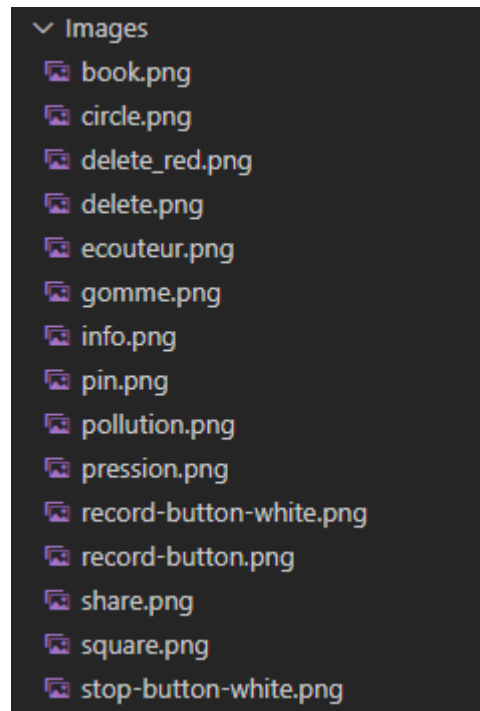 Images
book.png
circle.png
delete_red.png
delete.png
ecouteur.png
gomme.png
info.png
pin.png
pollution.png
pression.png
record-button-white.png
record-button.png
share.png
square.png
stop-button-white.png